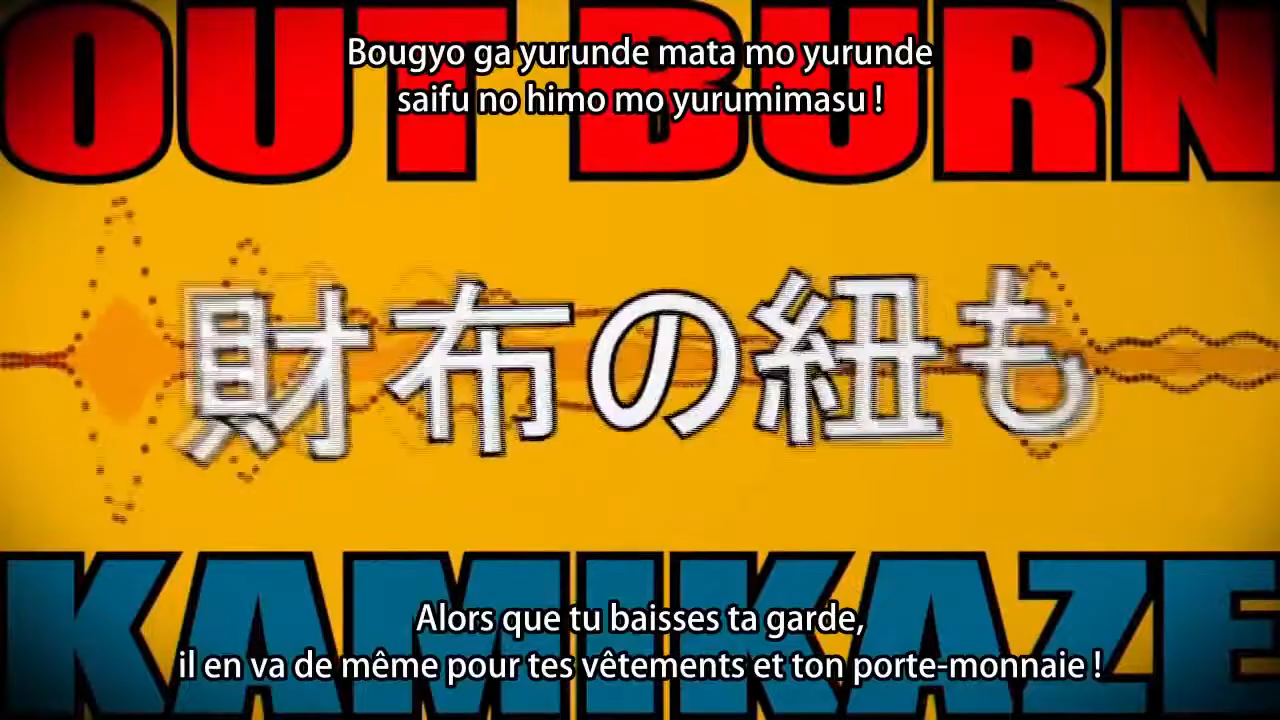 OUT BURN
Bougyo ga yurunde mata mo yurunde
saifu no himo mo yurumimasu !
財布の紐も
KAMIKAZE
Alors que tu baisses ta garde,
il en va de même pour tes vêtements et ton porte-monnaie !